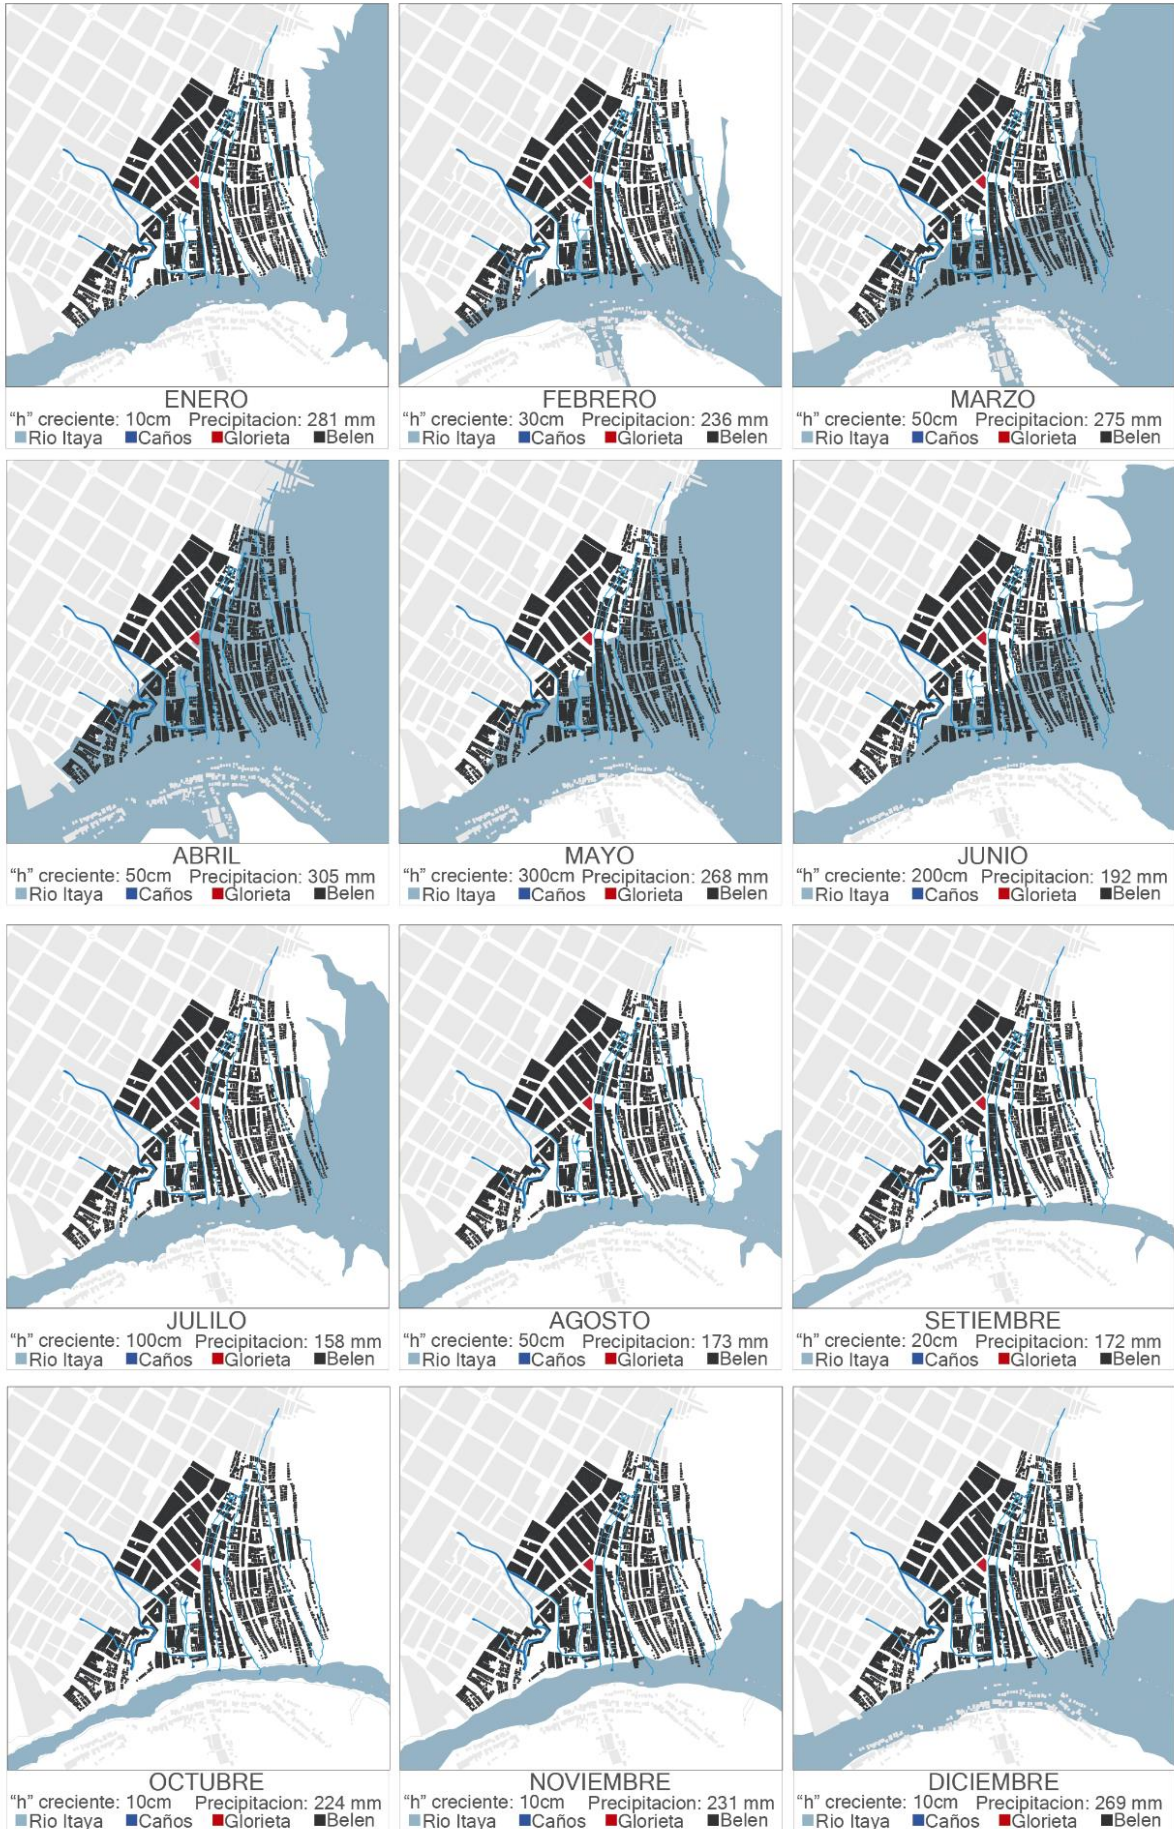 ENERO
"h" creciente: 10cm Precipitacion: 281 mm
Rio Itaya Caños Glorieta Belen
FEBRERO
"h" creciente: 30cm Precipitacion: 236 mm
Rio Itaya Caños Glorieta Belen
MARZO
"h" creciente: 50cm Precipitacion: 275 mm
Rio Itaya Caños Glorieta Belen
ABRIL
"h" creciente: 50cm Precipitacion: 305 mm
Rio Itaya Caños Glorieta Belen
MAYO
"h" creciente: 300cm Precipitacion: 268 mm
Rio Itaya Caños Glorieta Belen
JUNIO
"h" creciente: 200cm Precipitacion: 192 mm
Rio Itaya Caños Glorieta Belen
JULILO
"h" creciente: 100cm Precipitacion: 158 mm
Rio Itaya Caños Glorieta Belen
AGOSTO
"h" creciente: 50cm Precipitacion: 173 mm
Rio Itaya Caños Glorieta Belen
SETIEMBRE
"h" creciente: 20cm Precipitacion: 172 mm
Rio Itaya Caños Glorieta Belen
OCTUBRE
"h" creciente: 10cm Precipitacion: 224 mm
Rio Itaya Caños Glorieta Belen
NOVIEMBRE
"h" creciente: 10cm Precipitacion: 231 mm
Rio Itaya Caños Glorieta Belen
DICIEMBRE
"h" creciente: 10cm Precipitacion: 269 mm
Rio Itaya Caños Glorieta Belen